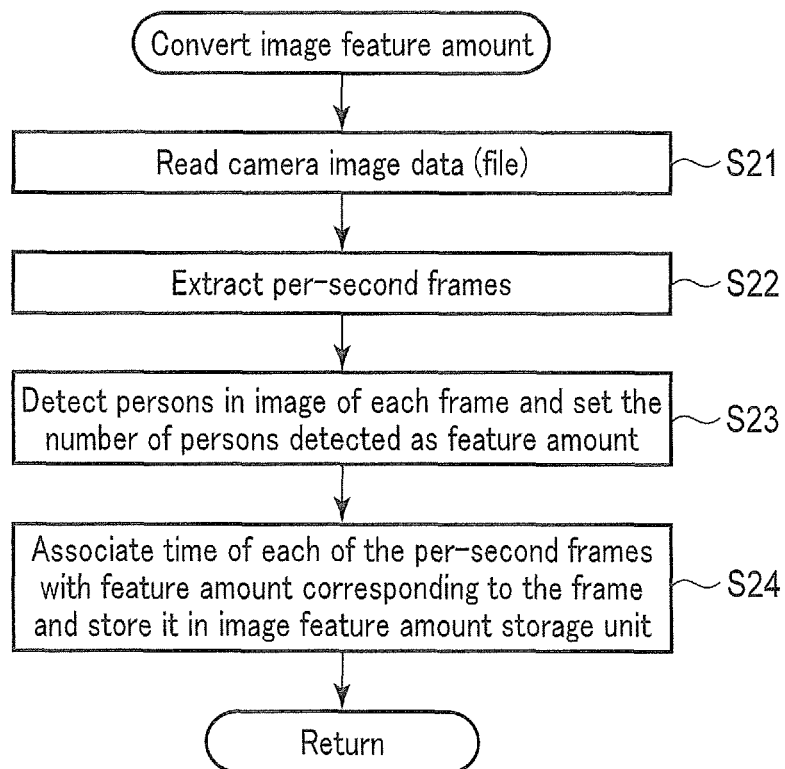 Convert image feature amount
Read camera image data (file)
S21
Extract per-second frames
S22
Detect persons in image of each frame and set the
number of persons detected as feature amount
S23
Associate time of each of the per-second frames
with feature amount corresponding to the frame
and store it in image feature amount storage unit
S24
Return